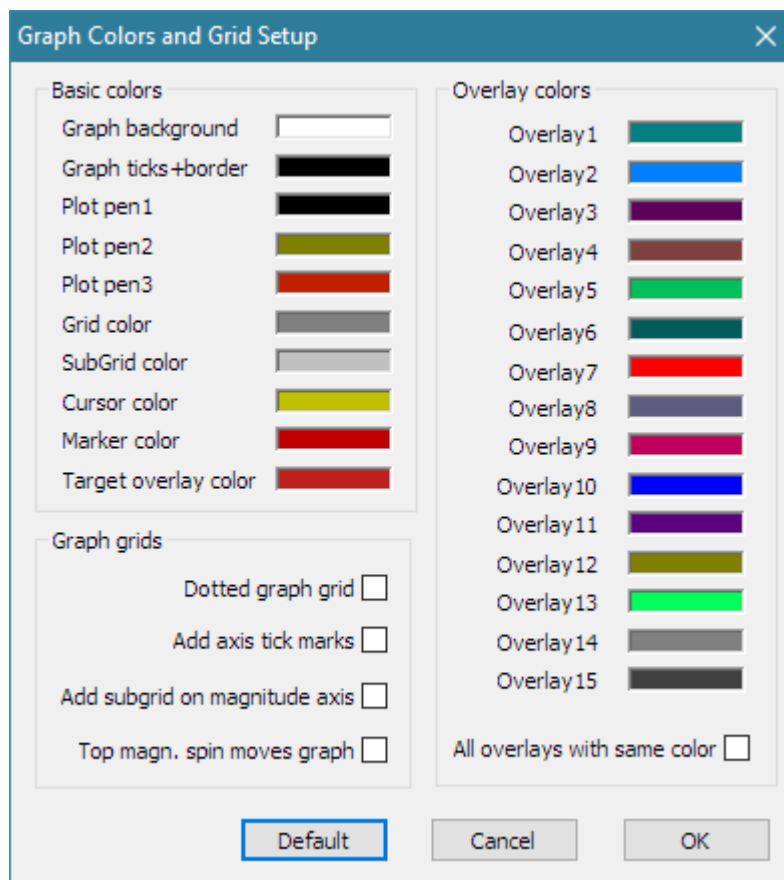 Graph Colors and Grid Setup
Basic colors
Graph background
Graph ticks+border
Plot pen1
Plot pen2
Plot pen3
Grid color
SubGrid color
Cursor color
Marker color
Target overlay color
Graph grids
Dotted graph grid
Add axis tick marks
Add subgrid on magnitude axis
Top magn. spin moves graph
Overlay colors
Overlay1
Overlay2
Overlay3
Overlay4
Overlay5
Overlay6
Overlay7
Overlay8
Overlay9
Overlay10
Overlay11
Overlay12
Overlay13
Overlay14
Overlay15
All overlays with same color
Default
Cancel
OK